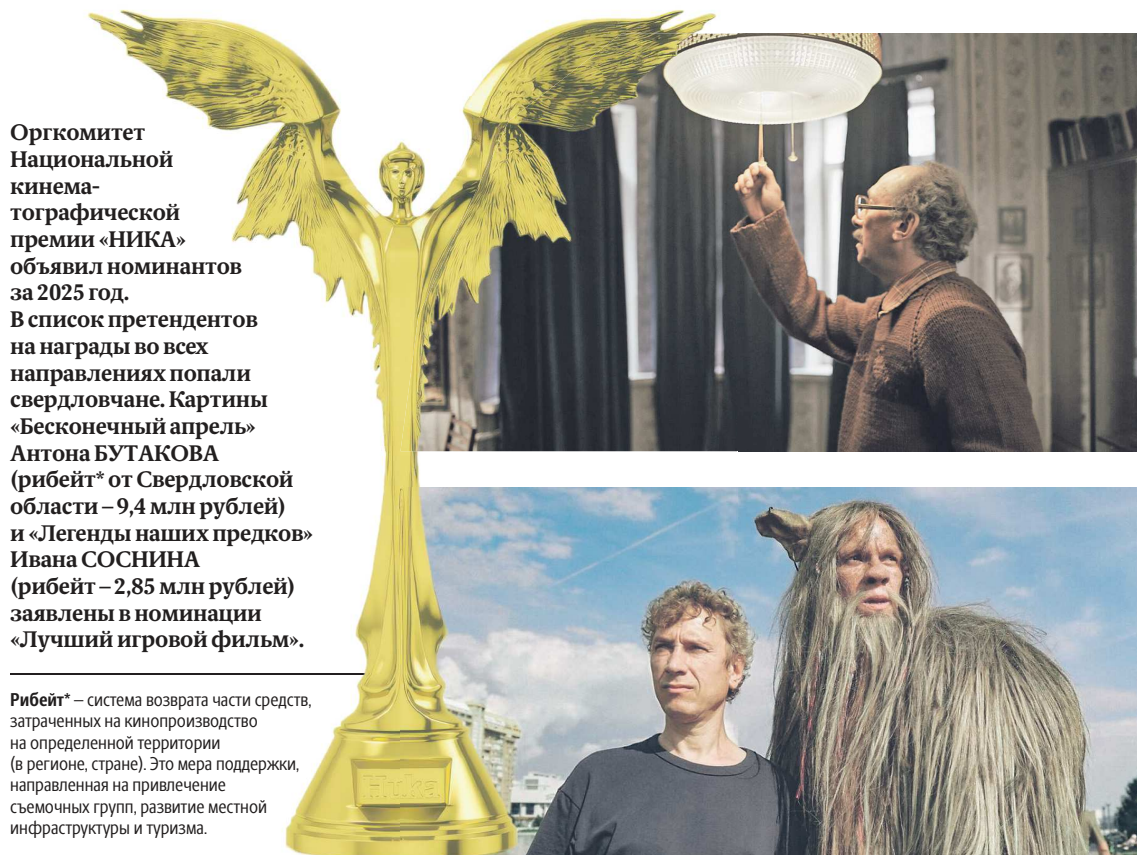 Оргкомитет
Национальной
кинема-
тографической
премии «НИКА»
объявил номинантов
за 2025 год.
В список претендентов
на награды во всех
направлениях попали
свердловчане. Картины
«Бесконечный апрель»
Антона БУТАКОВА
(рибейт* от Свердловской
области – 9,4 млн рублей)
и «Легенды наших предков»
Ивана СОСНИНА
(рибейт – 2,85 млн рублей)
заявлены в номинации
«Лучший игровой фильм».
Рибейт* – система возврата части средств,
затраченных на кинопроизводство
на определенной территории
(в регионе, стране). Это мера поддержки,
направленная на привлечение
съемочных групп, развитие местной
инфраструктуры и туризма.
Ника